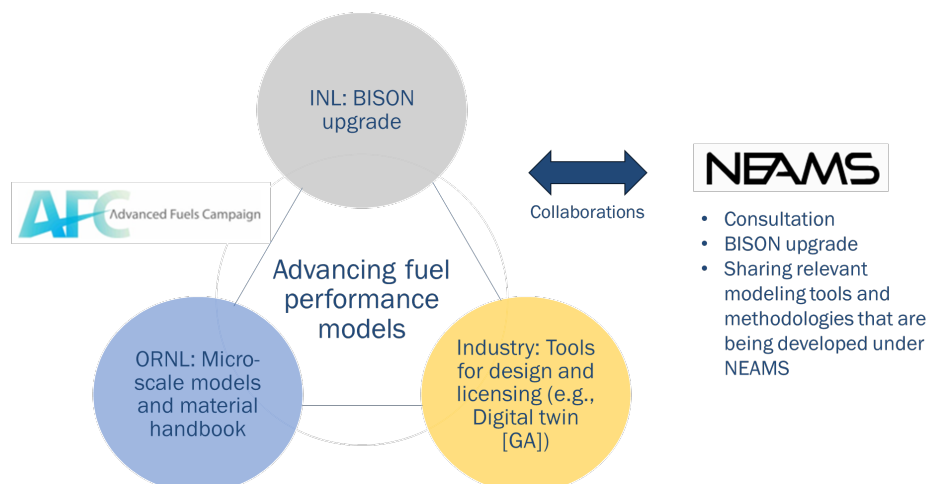 INL: BISON
upgrade
AFC Advanced Fuels Campaign
Advancing fuel
performance
models
ORNL: Micro-
scale models
and material
handbook
Industry: Tools
for design and
licensing (e.g.,
Digital twin
[GA])
Collaborations
NEAMS
• Consultation
• BISON upgrade
• Sharing relevant
modeling tools and
methodologies that are
being developed under
NEAMS